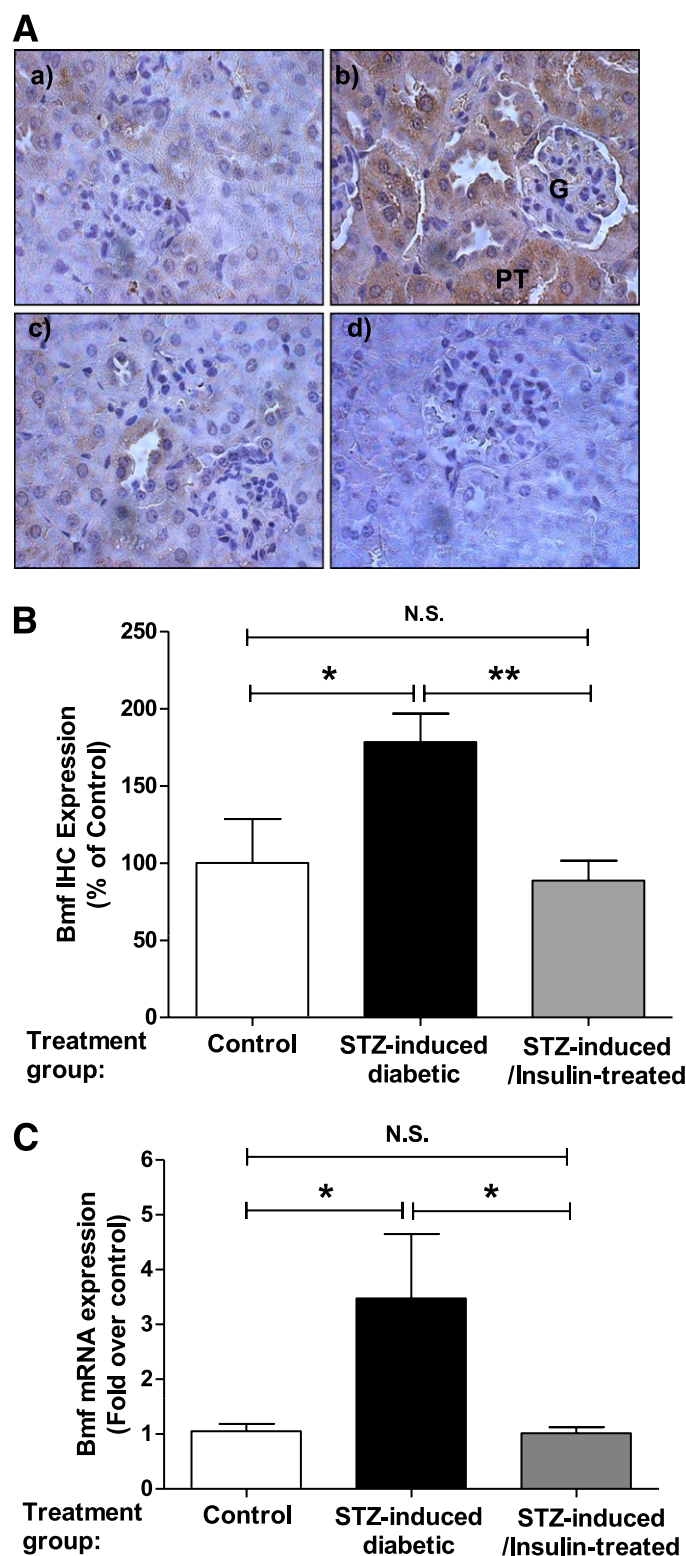 A
a)
b)
G
PT
c)
d)
B
N.S.
*
**
250
200
150
100
50
0
Bmf IHC Expression
(% of Control)
Treatment
group:
Control
STZ-induced
diabetic
STZ-induced
/Insulin-treated
C
N.S.
*
*
6
5
4
3
2
1
0
Bmf mRNA expression
(Fold over control)
Treatment
group:
Control
STZ-induced
diabetic
STZ-induced
/Insulin-treated